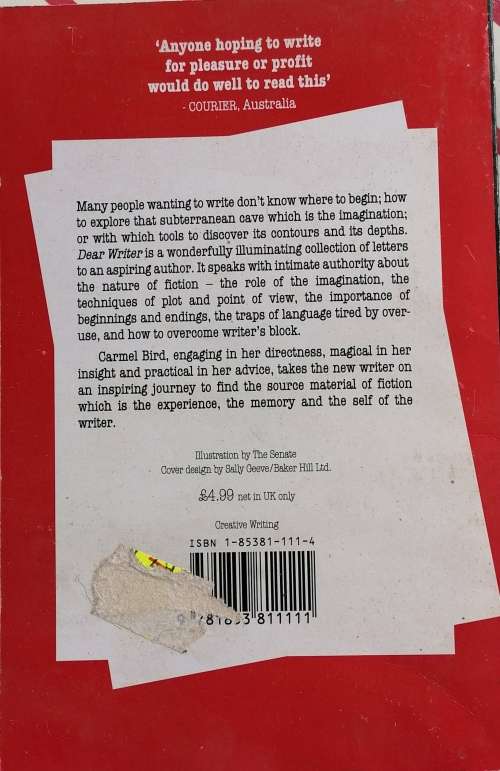 ‘Anyone hoping to write
for pleasure or profit
would do well to read this’
- COURIER, Australia
Many people wanting to write don’t know where to begin; how
to explore that subterranean cave which is the imagination;
or with which tools to discover its contours and its depths.
Dear Writer is a wonderfully illuminating collection of letters
to an aspiring author. It speaks with intimate authority about
the nature of fiction – the role of the imagination, the
techniques of plot and point of view, the importance of
beginnings and endings, the traps of language tired by over-
use, and how to overcome writer’s block.
Carmel Bird, engaging in her directness, magical in her
insight and practical in her advice, takes the new writer on
an inspiring journey to find the source material of fiction
which is the experience, the memory and the self of the
writer.
Illustration by The Senate
Cover design by Sally Geeve/Baker Hill Ltd.
£4.99 net in UK only
Creative Writing
ISBN 1-85381-111-4
811111